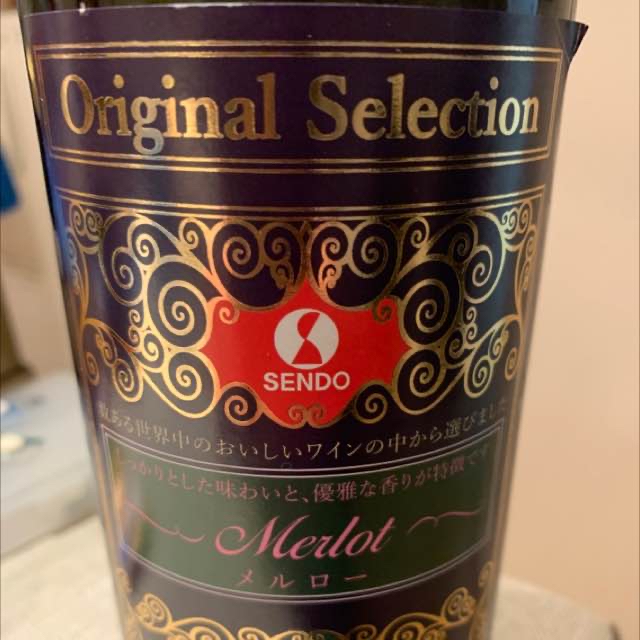 Original Selection
SENDO
ある世界中のおいしいワインの中から選びました
っかりとした味わいと、優雅な香りが特徴です
Merlot
メルロー